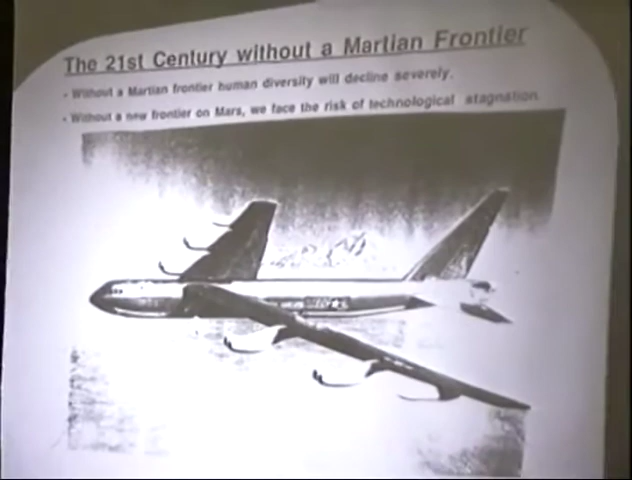 The 21st Century without a Martian Frontier
- Without a Martian frontier human diversity will decline severely.
- Without a new frontier on Mars, we face the risk of technological stagnation.